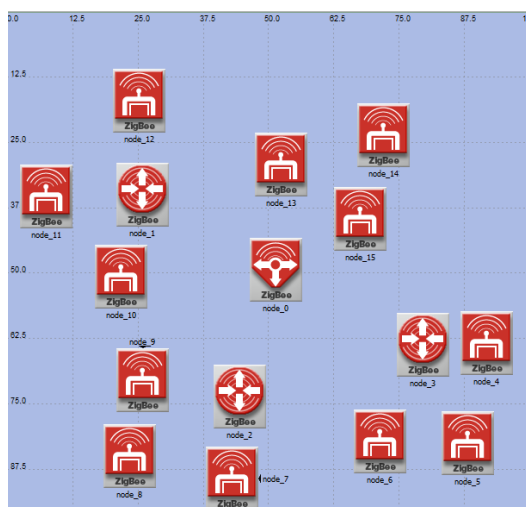 0.0 12.5 25.0 37.5 50.0 62.5 75.0 87.5
12.5
ZigBee
node_12
25.0
ZigBee
node_14
ZigBee
node_13
37
ZigBee
node_11
ZigBee
node_1
ZigBee
node_15
50.0
ZigBee
node_10
ZigBee
node_0
62.5
node_9
ZigBee
node_3
ZigBee
node_4
75.0
ZigBee
ZigBee
node_2
87.5
ZigBee
node_8
ZigBee
node_7
ZigBee
node_6
ZigBee
node_5